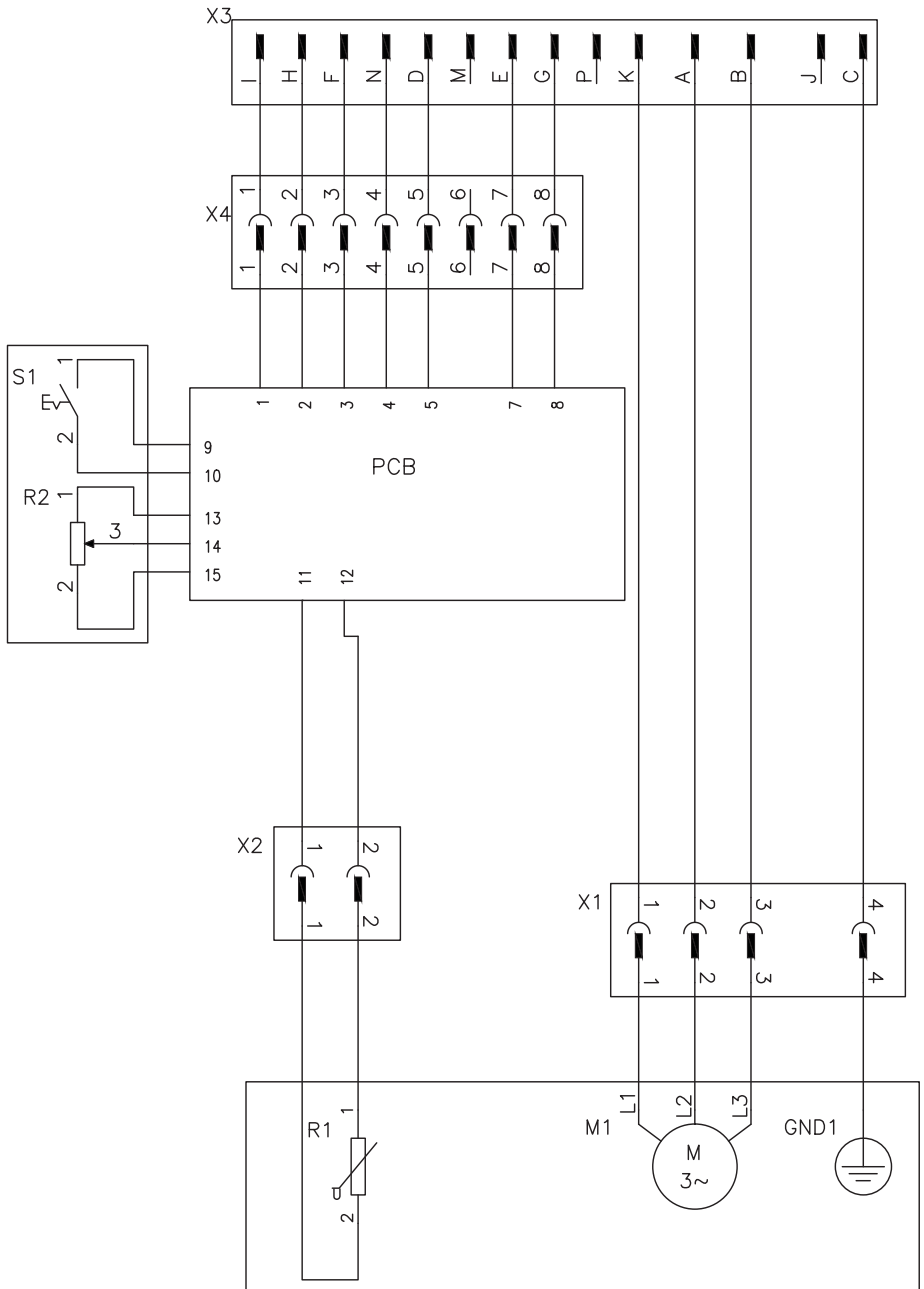 X3
I H F N D M E G P K A B J C
1 2 3 4 5 6 7 8
X4
1 2 3 4 5 6 7 8
S1
1
2
1 2 3 4 5 7 8
9
PCB
10
R2
1
13
3
14
2
15
11 12
X2
1 2
1 2
X1
1 2 3 4
1 2 3 4
L1 L2 L3
R1
1
M1
GND1
M
3~
2